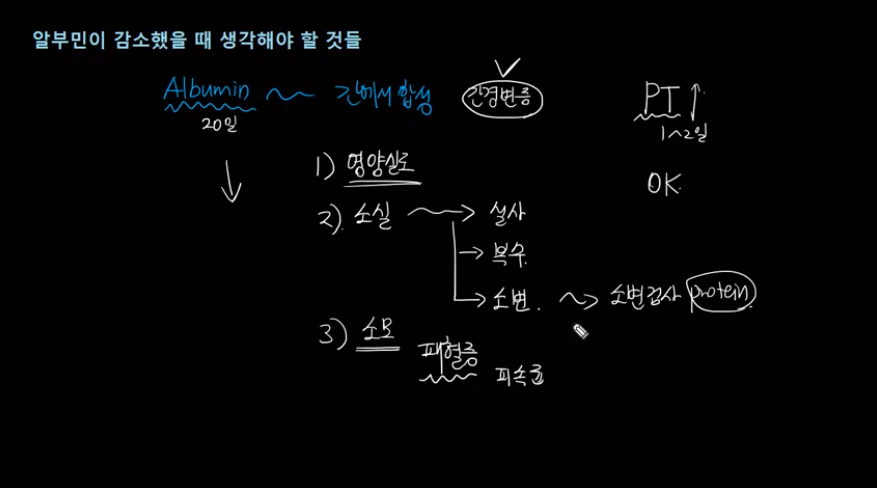 알부민이 감소했을 때 생각해야 할 것들
Albumin 간에서 합성 간경변증 PT↑
20일 1~2일
↓ 1) 영양실조 OK.
2). 소실 → 설사
→ 복수.
→ 소변. → 소변검사 protein.
3) 소모
패혈증 피속